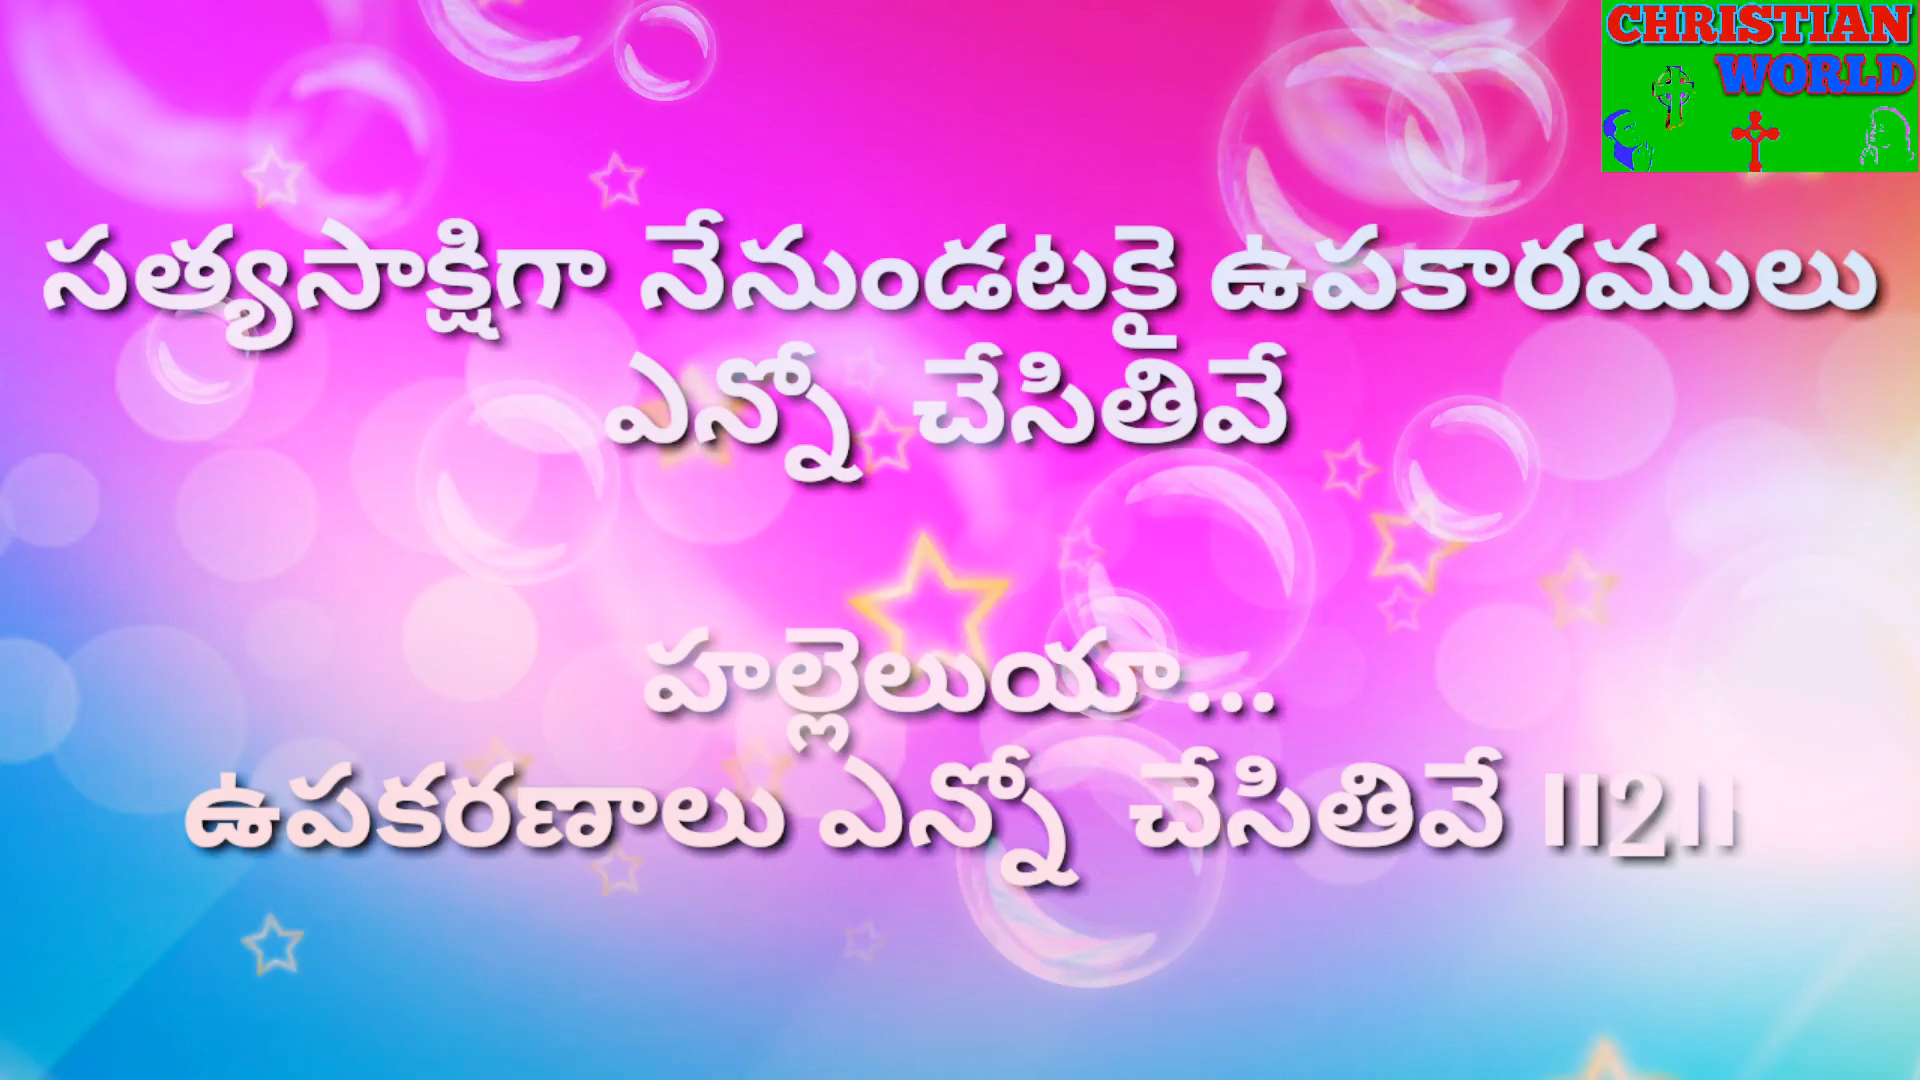 CHRISTIAN
WORLD
సత్యసాక్షిగా నేనుండటకై ఉపకారములు
ఎన్నో చేసితివే
హల్లెలుయా...
ఉపకరణాలు ఎన్నో చేసితివే ||2||